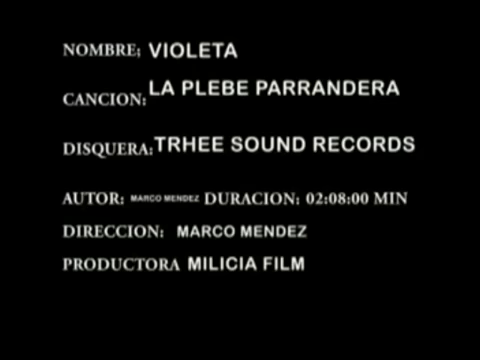 NOMBRE; VIOLETA
CANCION: LA PLEBE PARRANDERA
DISQUERA: TRHEE SOUND RECORDS
AUTOR: MARCO MENDEZ DURACION: 02:08:00 MIN
DIRECCION: MARCO MENDEZ
PRODUCTORA MILICIA FILM